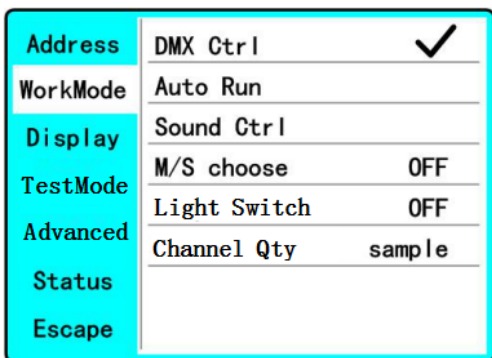 Address
WorkMode
Display
TestMode
Advanced
Status
Escape
DMX Ctrl
Auto Run
Sound Ctrl
M/S choose OFF
Light Switch OFF
Channel Qty sample